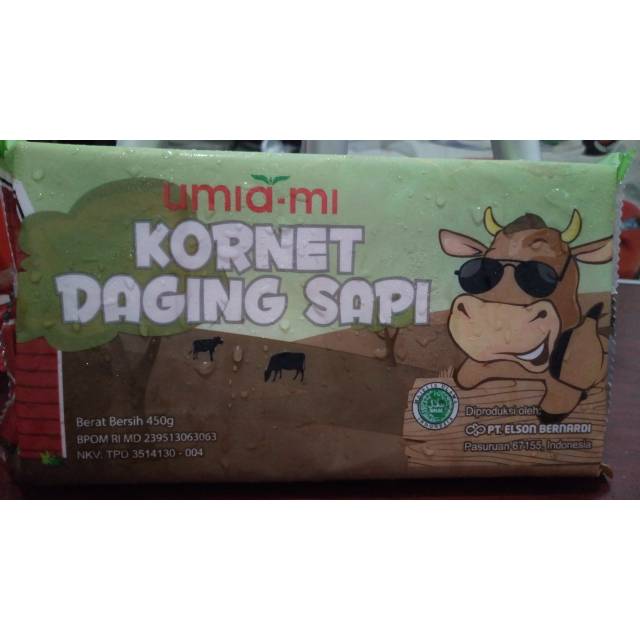 umia-mi
KORNET
DAGING SAPI
Berat Bersih 450g
BPOM RI MD 239513063063
NKV. TPD 3514130 - 004
HALAL
Diproduksi oleh:
PT. ELSON BERNARDI
Pasuruan 67155, Indonesia